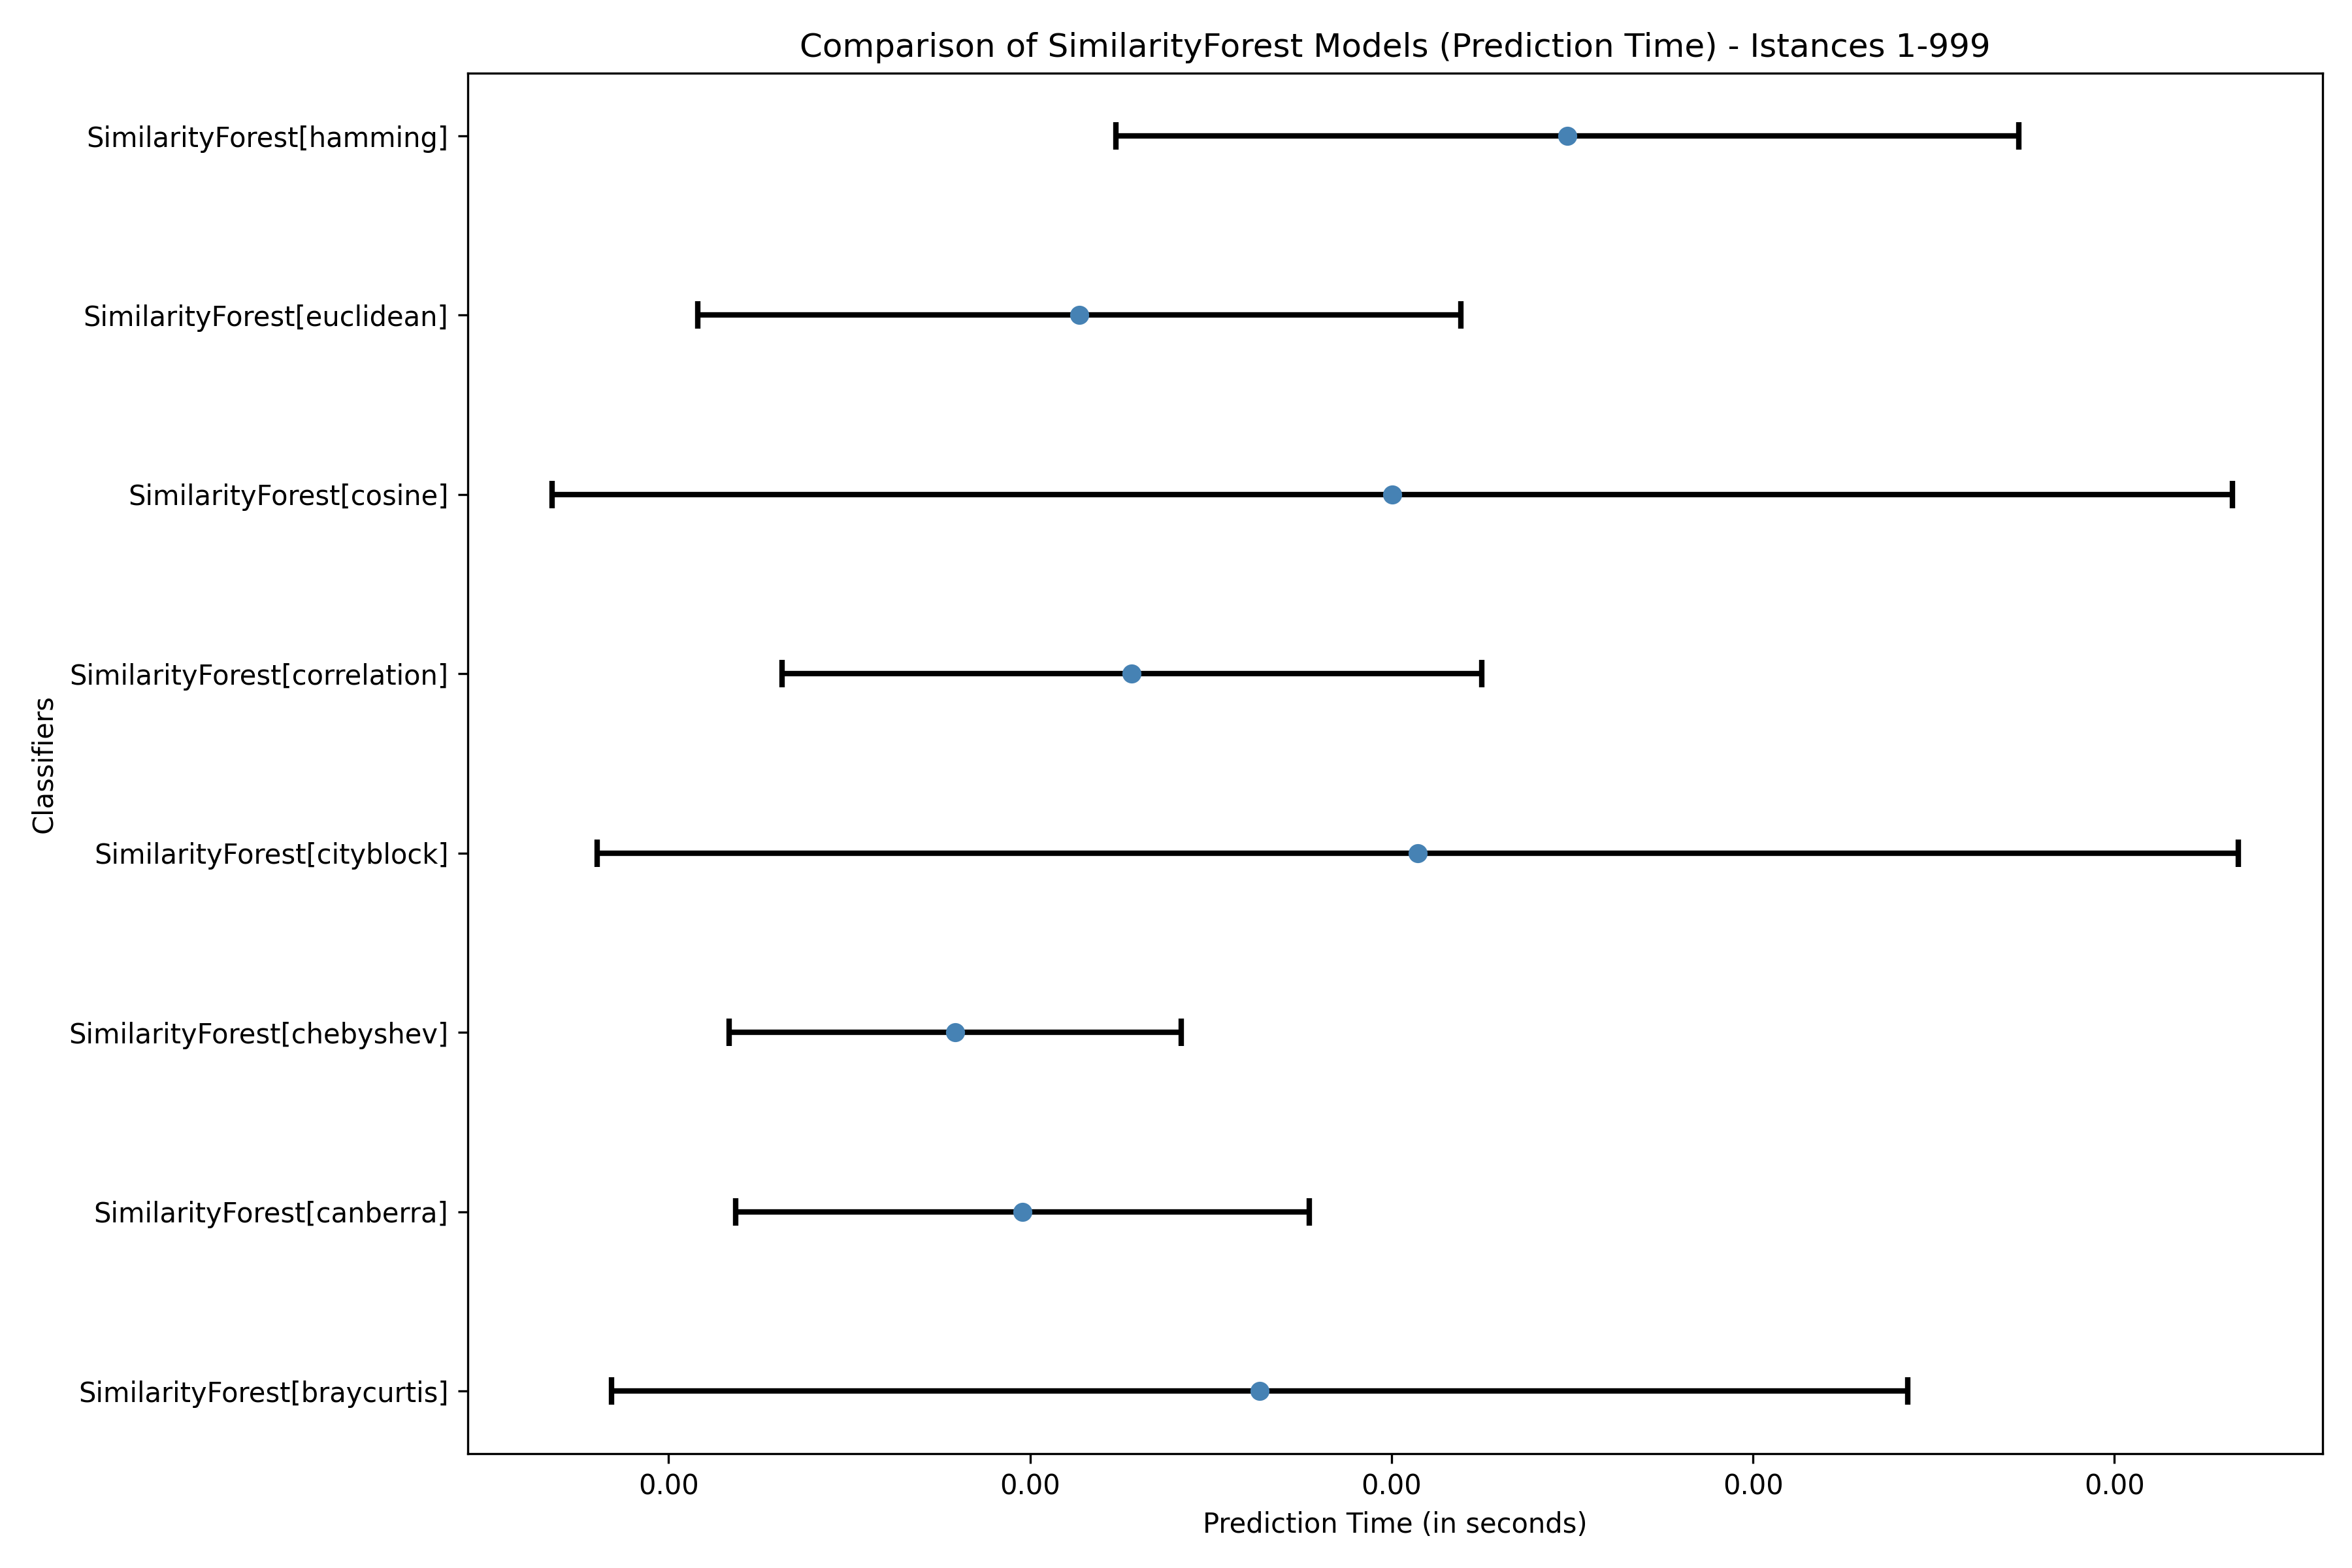 Comparison of SimilarityForest Models (Prediction Time) - Istances 1-999
SimilarityForest[hamming]
SimilarityForest[euclidean]
SimilarityForest[cosine]
SimilarityForest[correlation]
SimilarityForest[cityblock]
SimilarityForest[chebyshev]
SimilarityForest[canberra]
SimilarityForest[braycurtis]
Classifiers
0.00 0.00 0.00 0.00 0.00
Prediction Time (in seconds)